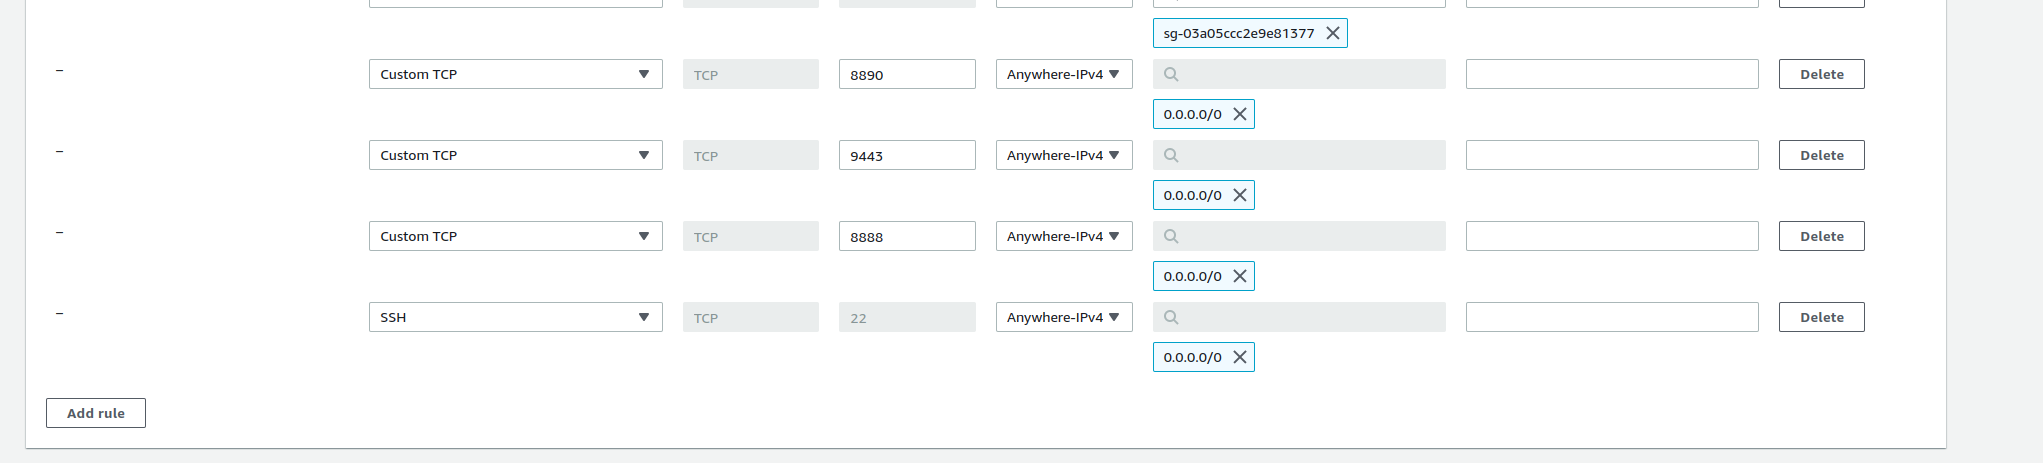 sg-03a05ccc2e9e81377
– Custom TCP TCP 8890 Anywhere-IPv4 Delete
0.0.0.0/0
– Custom TCP TCP 9443 Anywhere-IPv4 Delete
0.0.0.0/0
– Custom TCP TCP 8888 Anywhere-IPv4 Delete
0.0.0.0/0
– SSH TCP 22 Anywhere-IPv4 Delete
0.0.0.0/0
Add rule